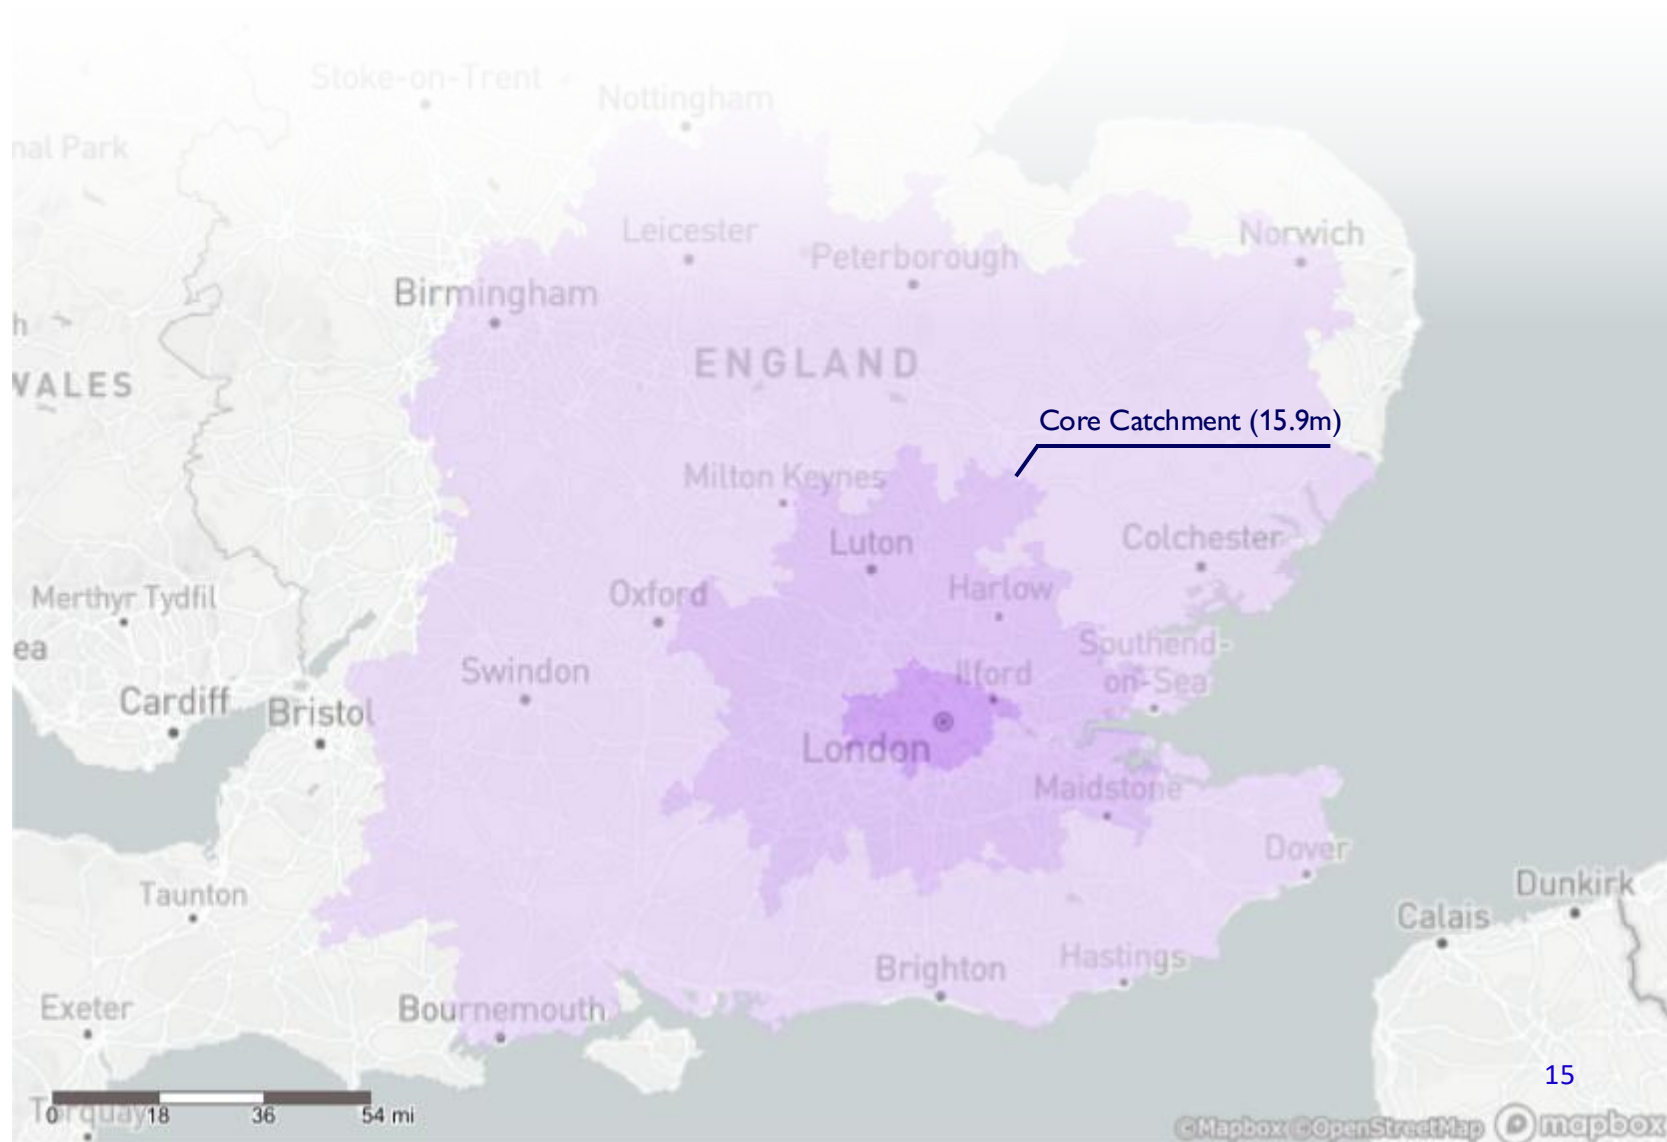 Stoke-on-Trent
Nottingham
nal Park
Leicester
Norwich
Peterborough
Birmingham
h
ENGLAND
WALES
Core Catchment (15.9m)
Milton Keynes
Luton
Colchester
Oxford
Harlow
Merthyr Tydfil
Southend-
on-Sea
ea
Swindon
Ilford
Cardiff
Bristol
London
Maidstone
Dover
Taunton
Dunkirk
Calais
Brighton
Hastings
Exeter
Bournemouth
15
Torquay
0 18 36 54 mi
©Mapbox ©OpenStreetMap mapbox